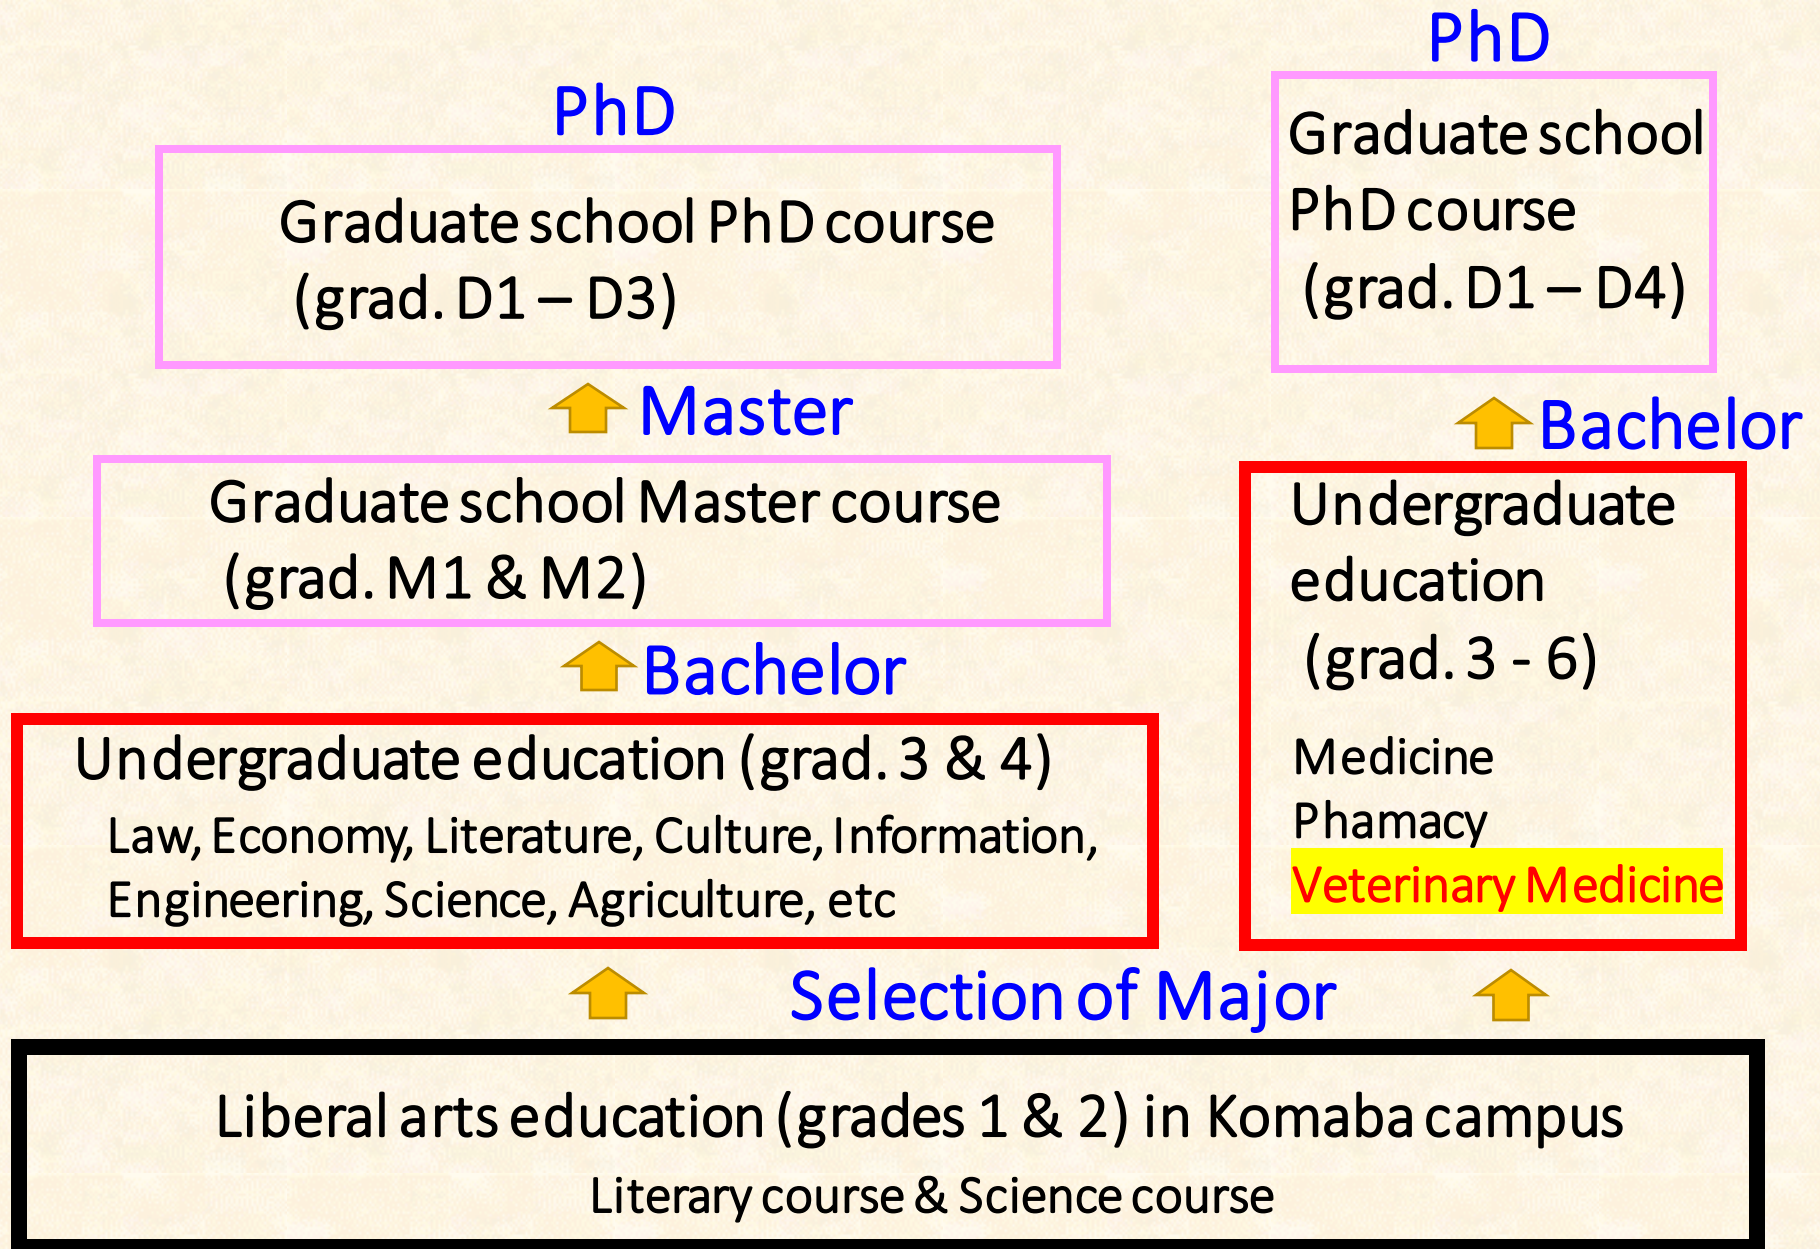 PhD
Graduate school PhD course
(grad. D1 – D3)
Master
Graduate school Master course
(grad. M1 & M2)
Bachelor
Undergraduate education (grad. 3 & 4)
Law, Economy, Literature, Culture, Information,
Engineering, Science, Agriculture, etc
PhD
Graduate school
PhD course
(grad. D1 – D4)
Bachelor
Undergraduate
education
(grad. 3 - 6)
Medicine
Phamacy
Veterinary Medicine
Selection of Major
Liberal arts education (grades 1 & 2) in Komaba campus
Literary course & Science course